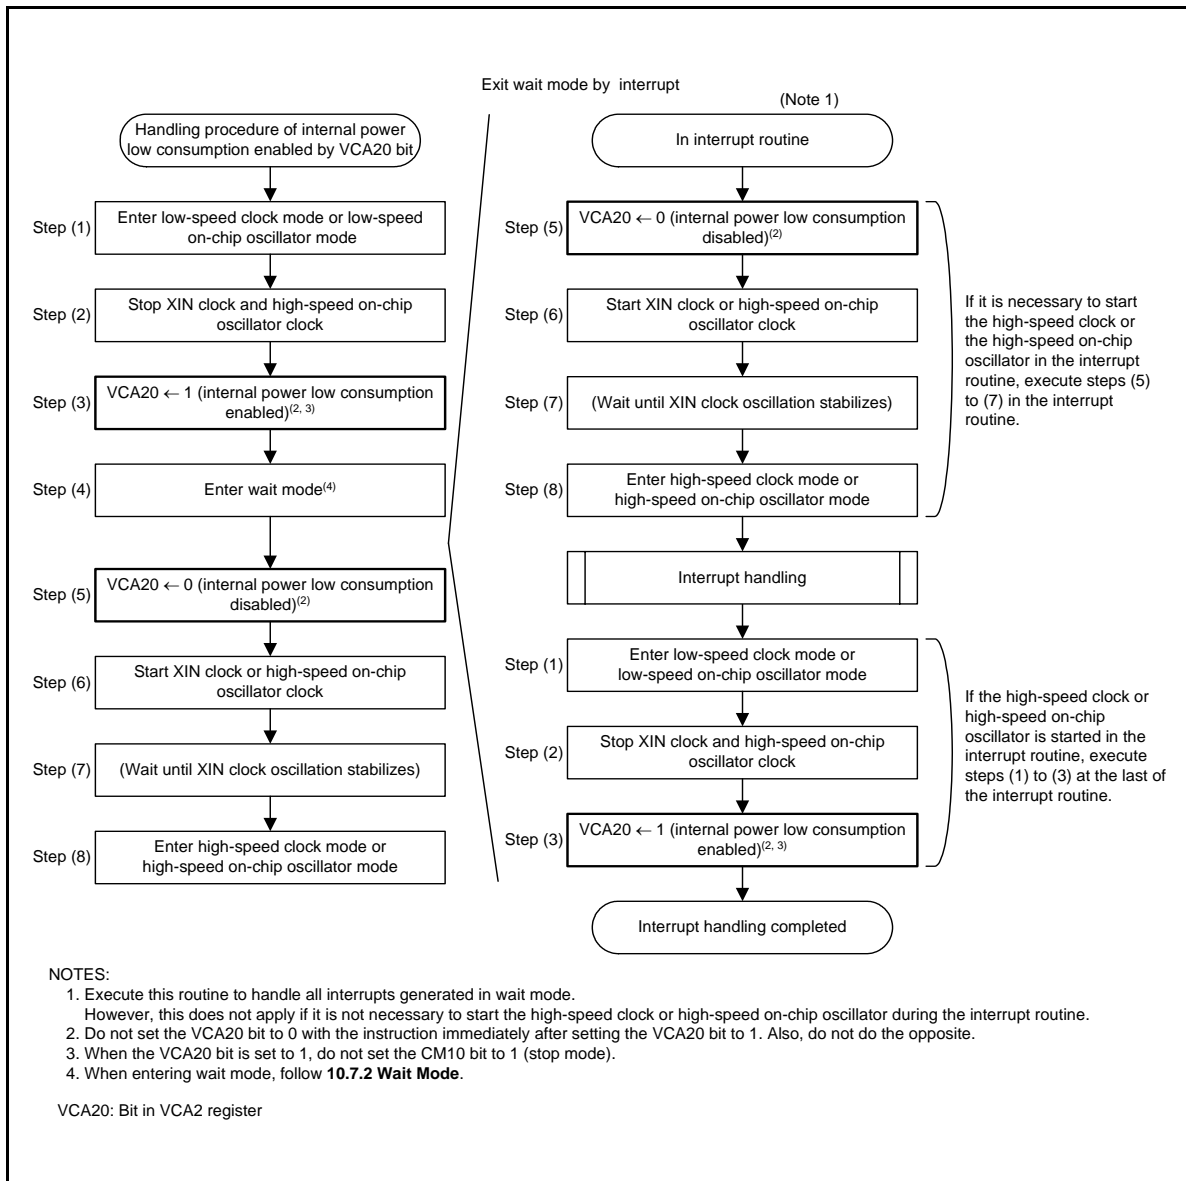 Exit wait mode by interrupt
Handling procedure of internal power
low consumption enabled by VCA20 bit
Step (1)
Enter low-speed clock mode or low-speed
on-chip oscillator mode
Step (2)
Stop XIN clock and high-speed on-chip
oscillator clock
Step (3)
VCA20 ← 1 (internal power low consumption
enabled)(2, 3)
Step (4)
Enter wait mode(4)
Step (5)
VCA20 ← 0 (internal power low consumption
disabled)(2)
Step (6)
Start XIN clock or high-speed on-chip
oscillator clock
Step (7)
(Wait until XIN clock oscillation stabilizes)
Step (8)
Enter high-speed clock mode or
high-speed on-chip oscillator mode
(Note 1)
In interrupt routine
Step (5)
VCA20 ← 0 (internal power low consumption
disabled)(2)
Step (6)
Start XIN clock or high-speed on-chip
oscillator clock
Step (7)
(Wait until XIN clock oscillation stabilizes)
Step (8)
Enter high-speed clock mode or
high-speed on-chip oscillator mode
If it is necessary to start
the high-speed clock or
the high-speed on-chip
oscillator in the interrupt
routine, execute steps (5)
to (7) in the interrupt
routine.
Interrupt handling
Step (1)
Enter low-speed clock mode or
low-speed on-chip oscillator mode
Step (2)
Stop XIN clock and high-speed on-chip
oscillator clock
Step (3)
VCA20 ← 1 (internal power low consumption
enabled)(2, 3)
If the high-speed clock or
high-speed on-chip
oscillator is started in the
interrupt routine, execute
steps (1) to (3) at the last of
the interrupt routine.
Interrupt handling completed
NOTES:
1. Execute this routine to handle all interrupts generated in wait mode.
However, this does not apply if it is not necessary to start the high-speed clock or high-speed on-chip oscillator during the interrupt routine.
2. Do not set the VCA20 bit to 0 with the instruction immediately after setting the VCA20 bit to 1. Also, do not do the opposite.
3. When the VCA20 bit is set to 1, do not set the CM10 bit to 1 (stop mode).
4. When entering wait mode, follow 10.7.2 Wait Mode.
VCA20: Bit in VCA2 register